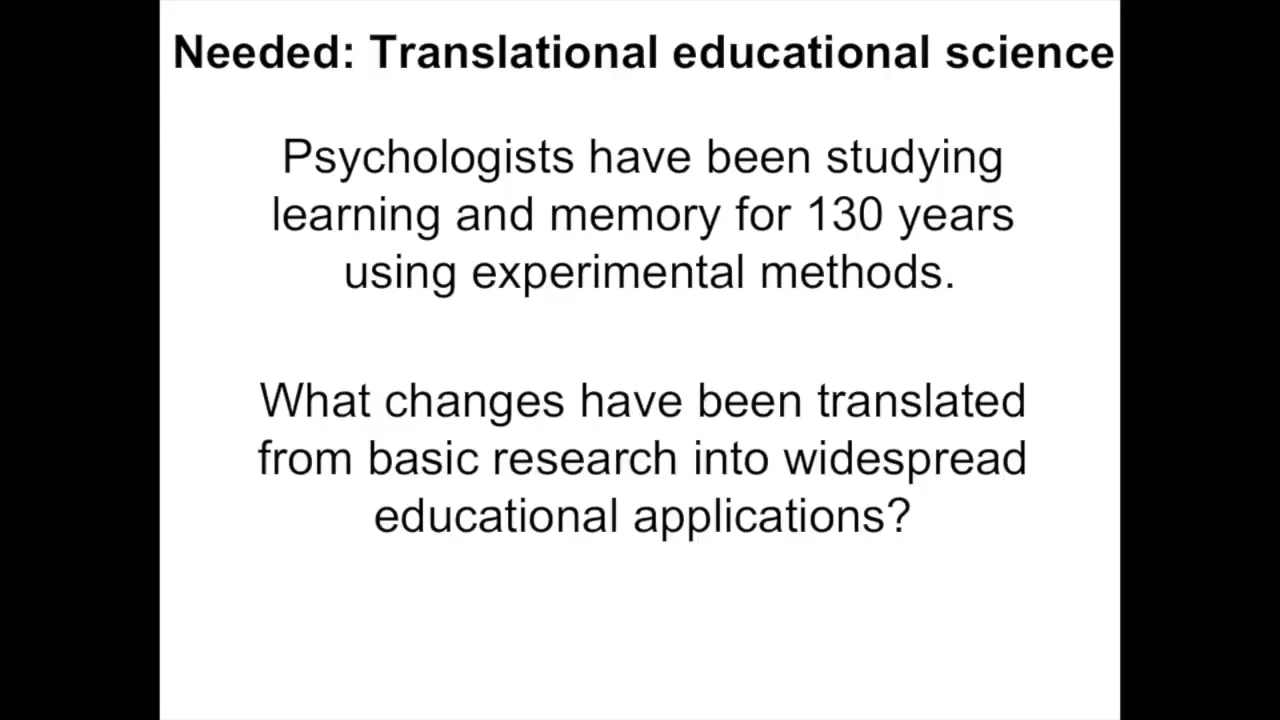 Needed: Translational educational science
Psychologists have been studying
learning and memory for 130 years
using experimental methods.
What changes have been translated
from basic research into widespread
educational applications?